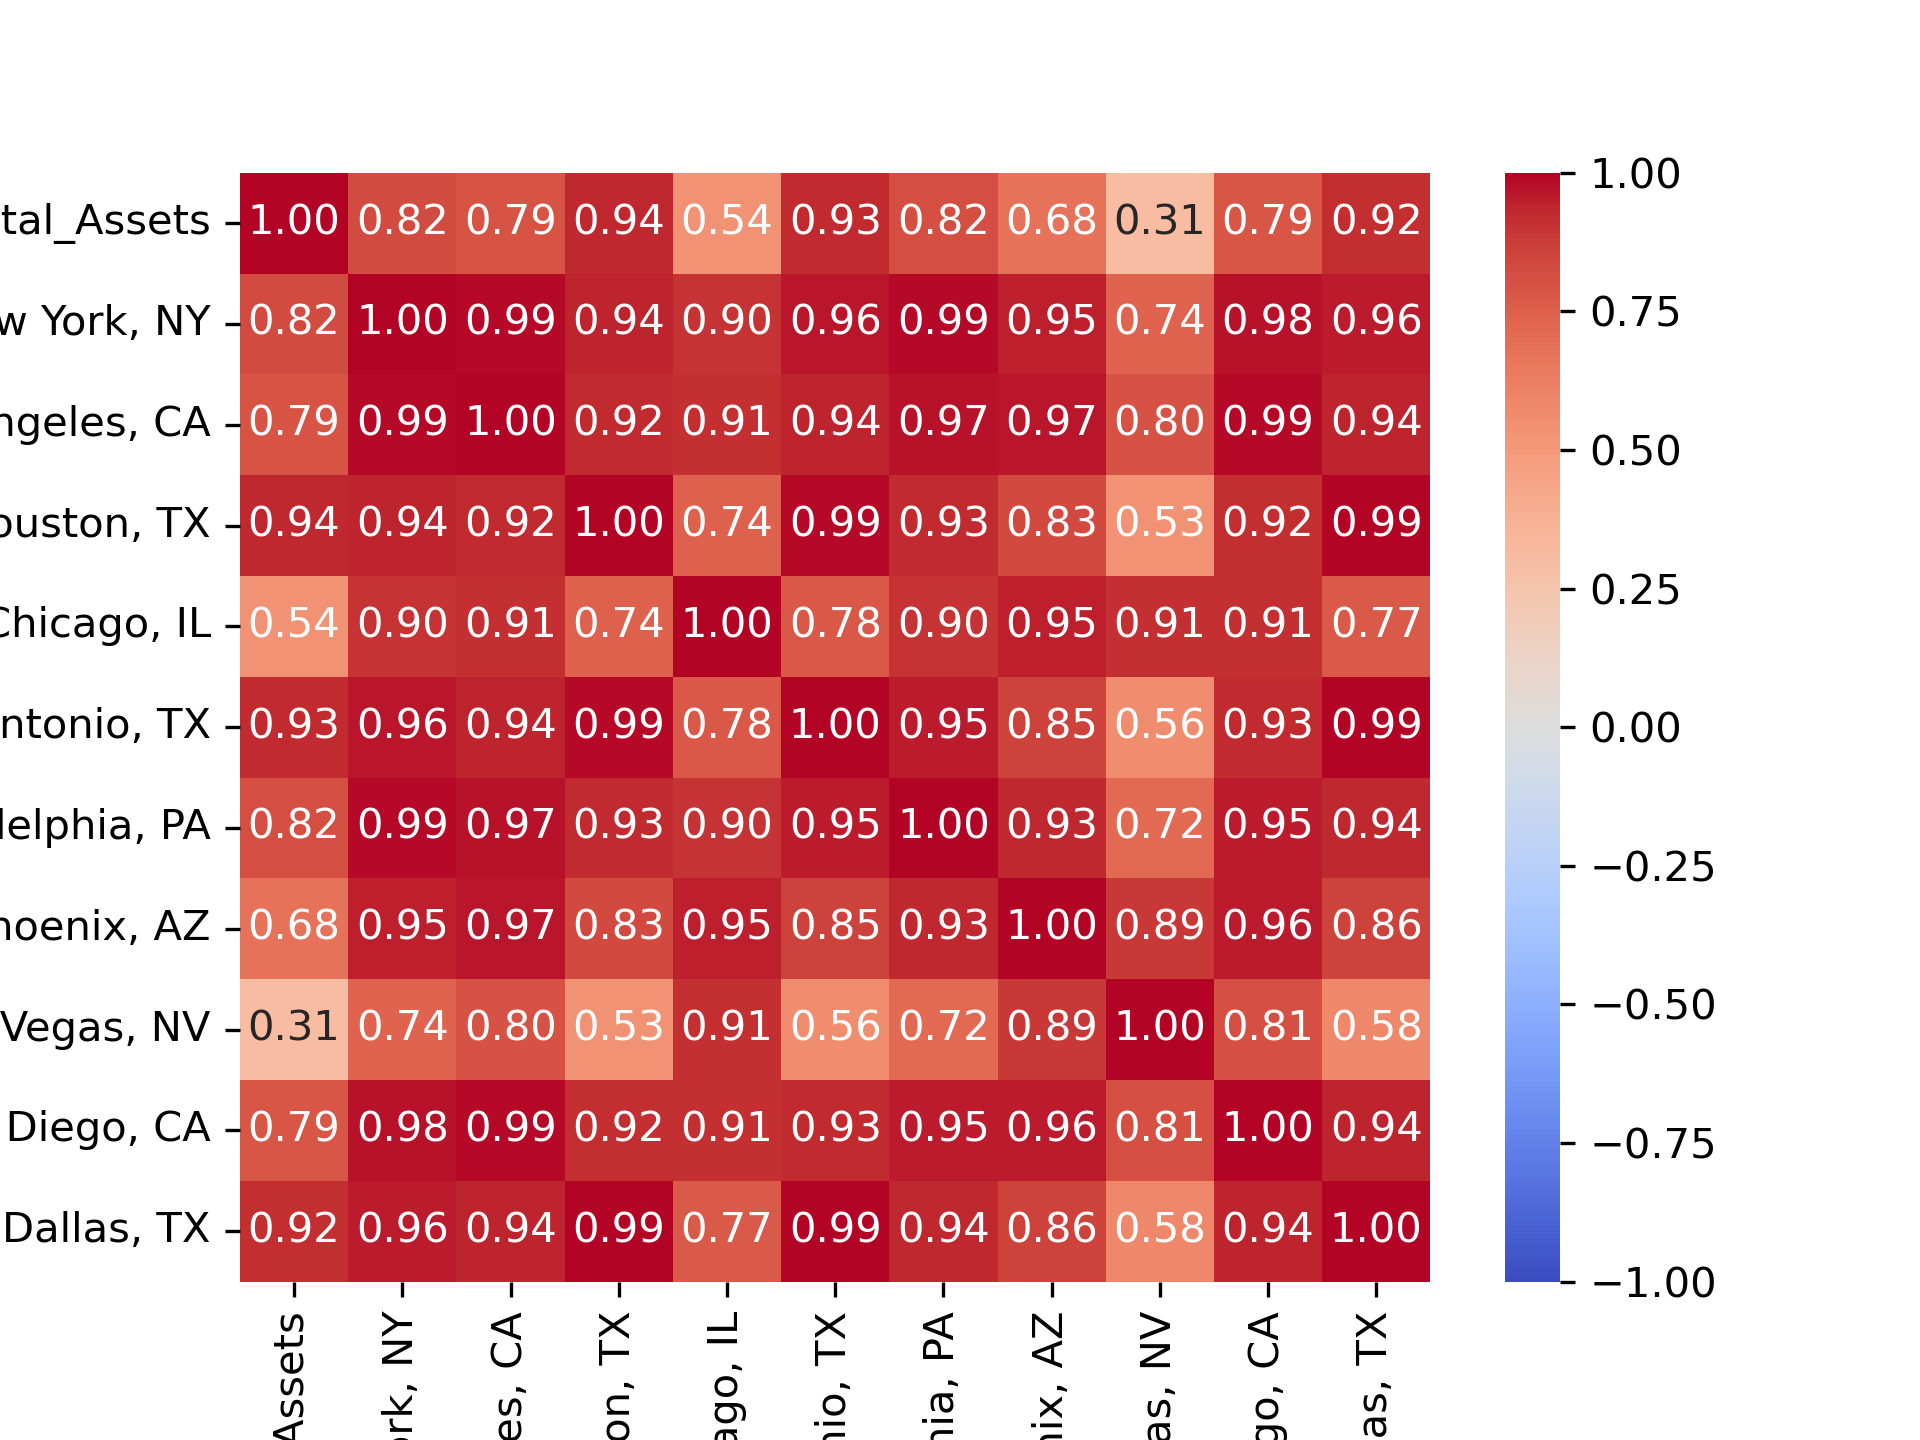 tal_Assets 1.00 0.82 0.79 0.94 0.54 0.93 0.82 0.68 0.31 0.79 0.92
w York, NY 0.82 1.00 0.99 0.94 0.90 0.96 0.99 0.95 0.74 0.98 0.96
ngeles, CA 0.79 0.99 1.00 0.92 0.91 0.94 0.97 0.97 0.80 0.99 0.94
ouston, TX 0.94 0.94 0.92 1.00 0.74 0.99 0.93 0.83 0.53 0.92 0.99
Chicago, IL 0.54 0.90 0.91 0.74 1.00 0.78 0.90 0.95 0.91 0.91 0.77
ntonio, TX 0.93 0.96 0.94 0.99 0.78 1.00 0.95 0.85 0.56 0.93 0.99
delphia, PA 0.82 0.99 0.97 0.93 0.90 0.95 1.00 0.93 0.72 0.95 0.94
hoenix, AZ 0.68 0.95 0.97 0.83 0.95 0.85 0.93 1.00 0.89 0.96 0.86
Vegas, NV 0.31 0.74 0.80 0.53 0.91 0.56 0.72 0.89 1.00 0.81 0.58
Diego, CA 0.79 0.98 0.99 0.92 0.91 0.93 0.95 0.96 0.81 1.00 0.94
Dallas, TX 0.92 0.96 0.94 0.99 0.77 0.99 0.94 0.86 0.58 0.94 1.00
Assets
ork, NY
es, CA
on, TX
ago, IL
nio, TX
hia, PA
nix, AZ
as, NV
go, CA
as, TX
1.00
0.75
0.50
0.25
0.00
−0.25
−0.50
−0.75
−1.00